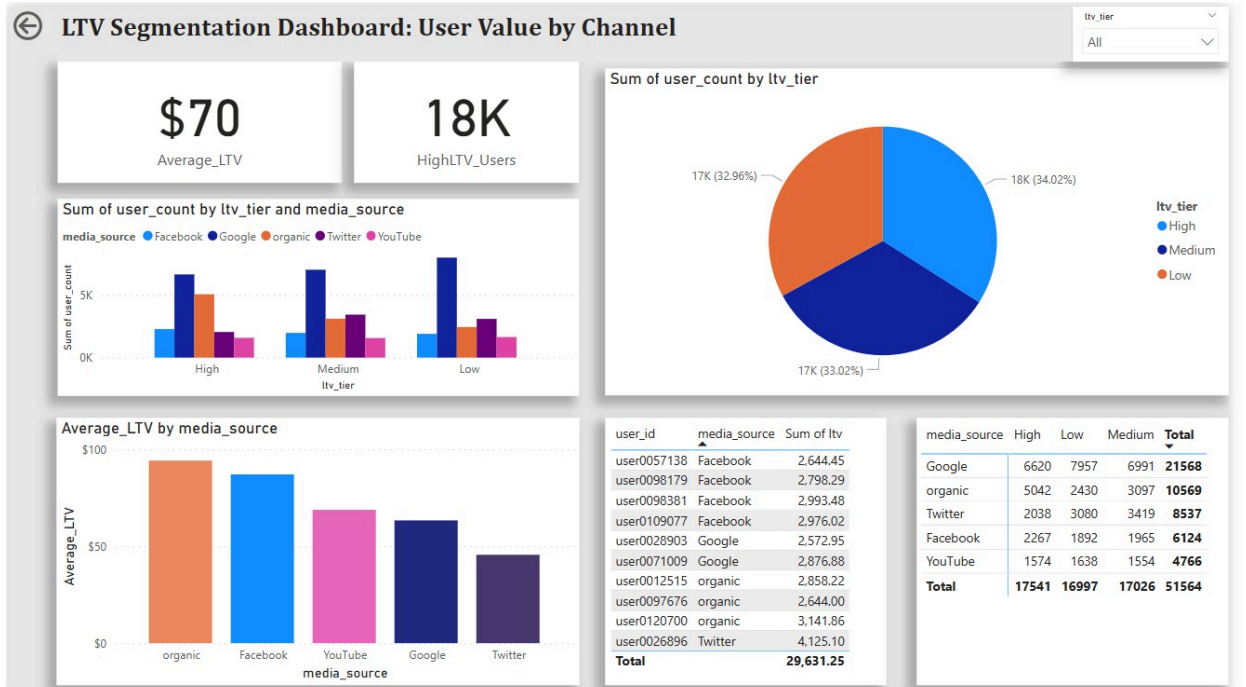 LTV Segmentation Dashboard: User Value by Channel
ltv_tier
All
$70
Average_LTV
18K
HighLTV_Users
Sum of user_count by ltv_tier and media_source
media_source Facebook Google organic Twitter YouTube
Sum of user_count
5K
0K
High Medium Low
ltv_tier
Sum of user_count by ltv_tier
17K (32.96%)
18K (34.02%)
17K (33.02%)
ltv_tier
High
Medium
Low
Average_LTV by media_source
Average_LTV
$100
$50
$0
organic Facebook YouTube Google Twitter
media_source
user_id media_source Sum of ltv
user0057138 Facebook 2,644.45
user0098179 Facebook 2,798.29
user0098381 Facebook 2,993.48
user0109077 Facebook 2,976.02
user0028903 Google 2,572.95
user0071009 Google 2,876.88
user0012515 organic 2,858.22
user0097676 organic 2,644.00
user0120700 organic 3,141.86
user0026896 Twitter 4,125.10
Total 29,631.25
media_source High Low Medium Total
Google 6620 7957 6991 21568
organic 5042 2430 3097 10569
Twitter 2038 3080 3419 8537
Facebook 2267 1892 1965 6124
YouTube 1574 1638 1554 4766
Total 17541 16997 17026 51564